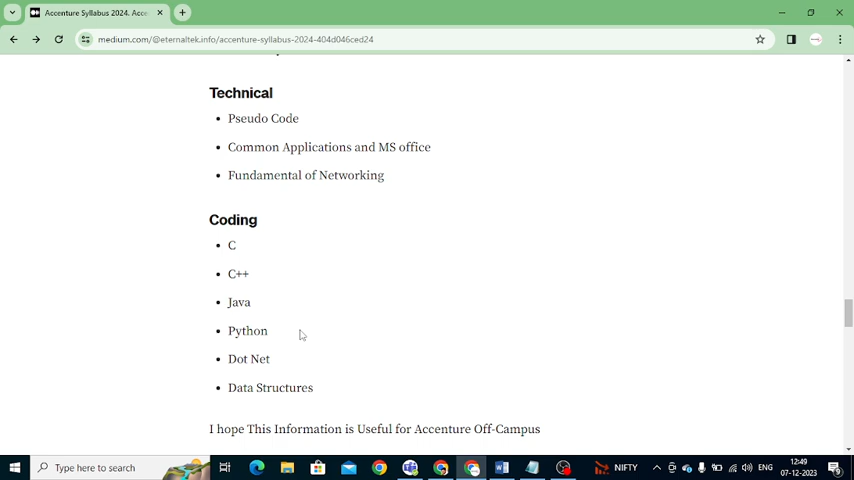 Accenture Syllabus 2024. Acce
medium.com/@eternaltek.info/accenture-syllabus-2024-404d046ced24
Technical
• Pseudo Code
• Common Applications and MS office
• Fundamental of Networking
Coding
• C
• C++
• Java
• Python
• Dot Net
• Data Structures
I hope This Information is Useful for Accenture Off-Campus
Type here to search
NIFTY
ENG
12:49
07-12-2023